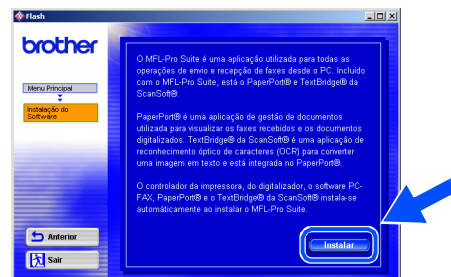 Flash
brother
Menu Principal
Instalação do
Software
O MFL-Pro Suite é uma aplicação utilizada para todas as
operações de envio e recepção de faxes desde o PC. Incluído
com o MFL-Pro Suite, está o PaperPort® e TextBridge® da
ScanSoft®.
PaperPort® é uma aplicação de gestão de documentos
utilizada para visualizar os faxes recebidos e os documentos
digitalizados. TextBridge® da ScanSoft® é uma aplicação de
reconhecimento óptico de caracteres (OCR) para converter
uma imagem em texto e está integrada no PaperPort®.
O controlador da impressora, do digitalizador, o software PC-
FAX, PaperPort® e o TextBridge® da ScanSoft® instala-se
automáticamente ao instalar o MFL-Pro Suite.
Anterior
Instalar
Sair